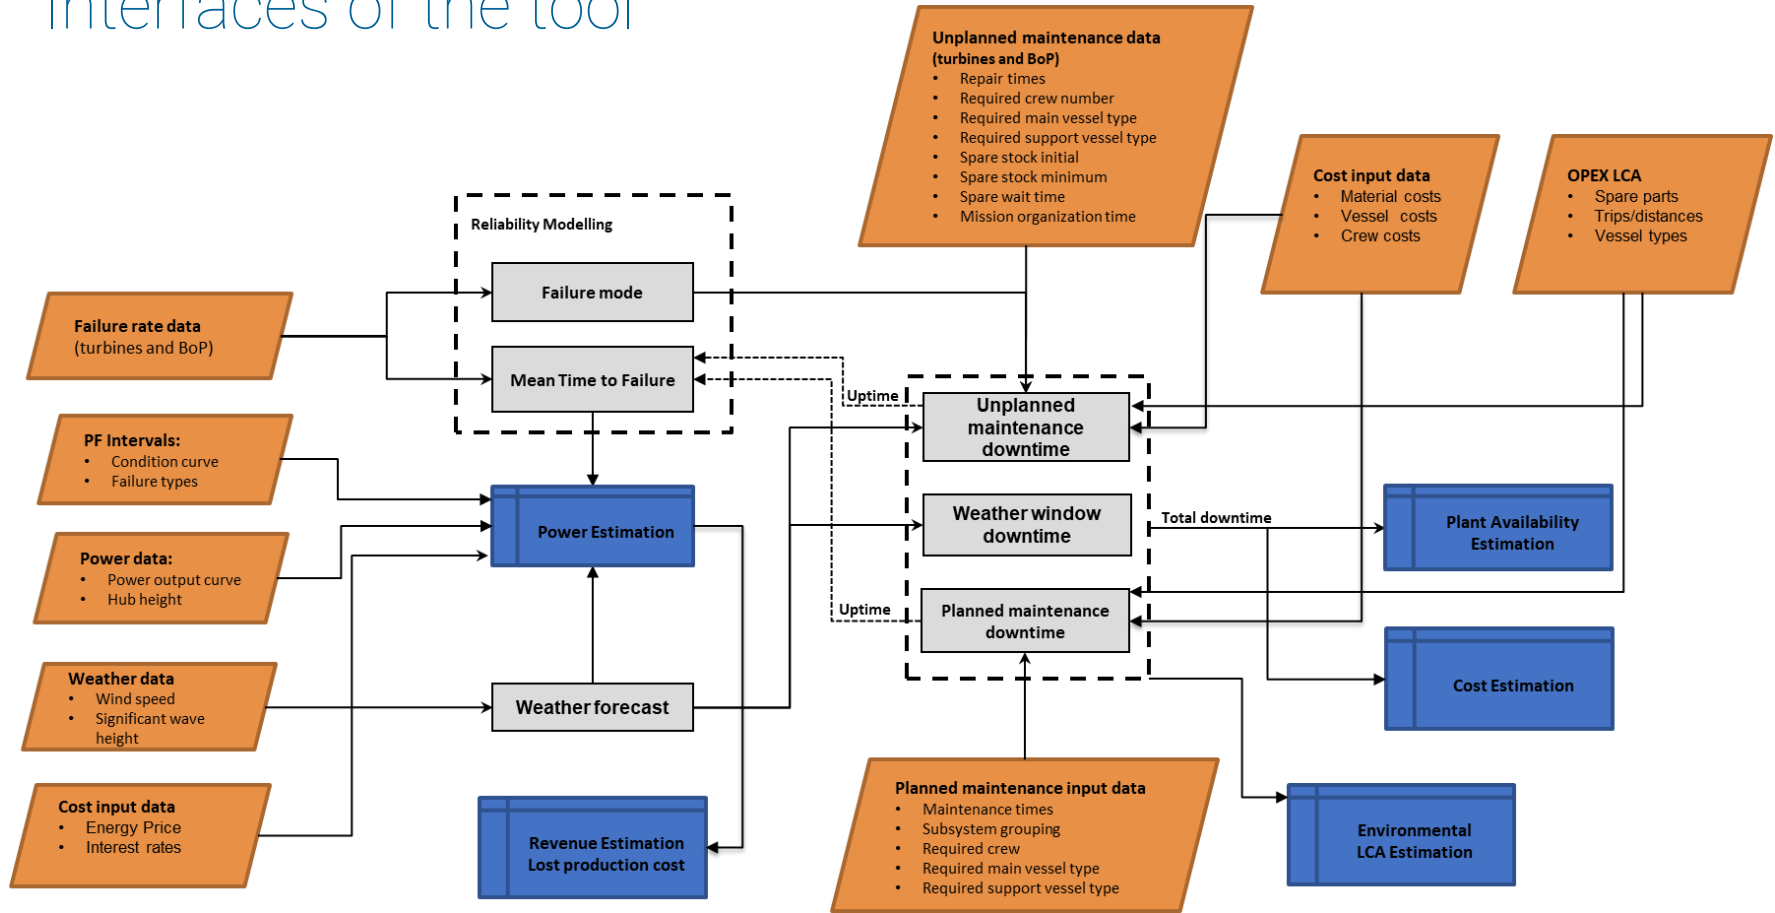 Interfaces of the tool
Unplanned maintenance data
(turbines and BoP)
• Repair times
• Required crew number
• Required main vessel type
• Required support vessel type
• Spare stock initial
• Spare stock minimum
• Spare wait time
• Mission organization time
Cost input data
• Material costs
• Vessel costs
• Crew costs
OPEX LCA
• Spare parts
• Trips/distances
• Vessel types
Reliability Modelling
Failure mode
Mean Time to Failure
Failure rate data
(turbines and BoP)
PF Intervals:
• Condition curve
• Failure types
Power data:
• Power output curve
• Hub height
Weather data
• Wind speed
• Significant wave
height
Cost input data
• Energy Price
• Interest rates
Power Estimation
Weather forecast
Revenue Estimation
Lost production cost
Uptime
Uptime
Unplanned
maintenance
downtime
Weather window
downtime
Planned maintenance
downtime
Total downtime
Plant Availability
Estimation
Cost Estimation
Environmental
LCA Estimation
Planned maintenance input data
• Maintenance times
• Subsystem grouping
• Required crew
• Required main vessel type
• Required support vessel type